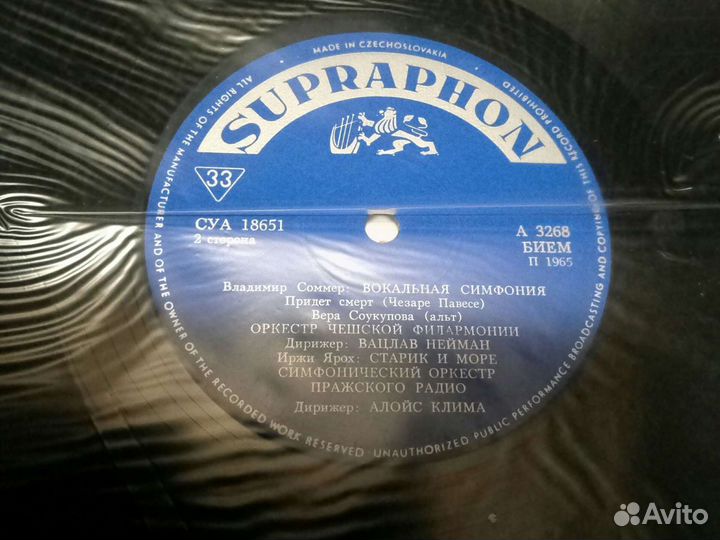 MADE IN CZECHOSLOVAKIA
SUPRAPHON
33
СУА 18651
2 сторона
А 3268
БИЕМ
П 1965
Владимир Соммер: ВОКАЛЬНАЯ СИМФОНИЯ
Придет смерт (Чезаре Павесе)
Вера Соукупова (альт)
ОРКЕСТР ЧЕШСКОЙ ФИЛАРМОНИИ
Дирижер: ВАЦЛАВ НЕЙМАН
Иржи Ярох: СТАРИК И МОРЕ
СИМФОНИЧЕСКИЙ ОРКЕСТР
ПРАЖСКОГО РАДИО
Дирижер: АЛОЙС КЛИМА
ALL RIGHTS OF THE MANUFACTURER AND OF THE OWNER OF THE RECORDED WORK RESERVED UNAUTHORIZED PUBLIC PERFORMANCE BROADCASTING AND COPYING OF THIS RECORD PROHIBITED
Avito